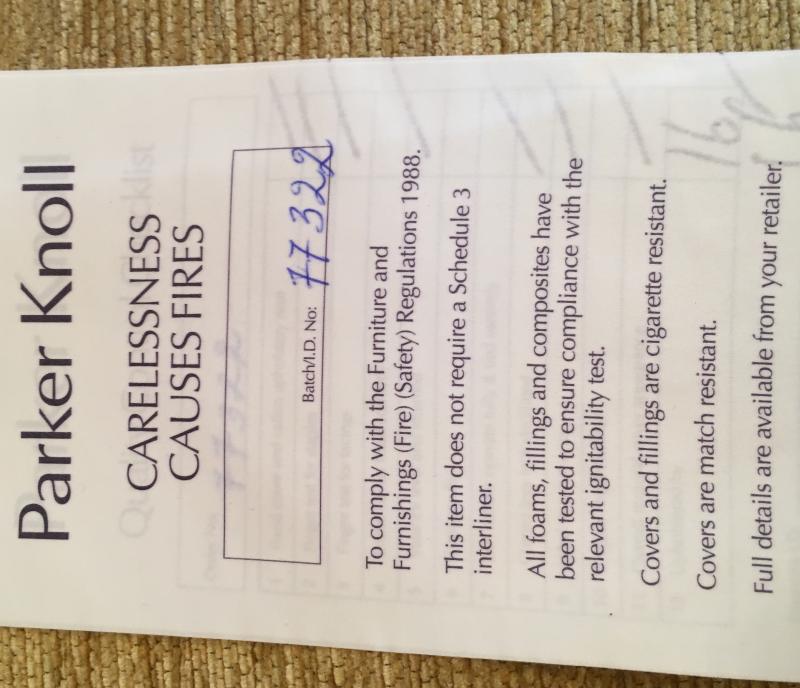 Parker Knoll
CARELESSNESS
CAUSES FIRES
Batch/I.D. No: 77322
To comply with the Furniture and
Furnishings (Fire) (Safety) Regulations 1988.
This item does not require a Schedule 3
interliner.
All foams, fillings and composites have
been tested to ensure compliance with the
relevant ignitability test.
Covers and fillings are cigarette resistant.
Covers are match resistant.
Full details are available from your retailer.